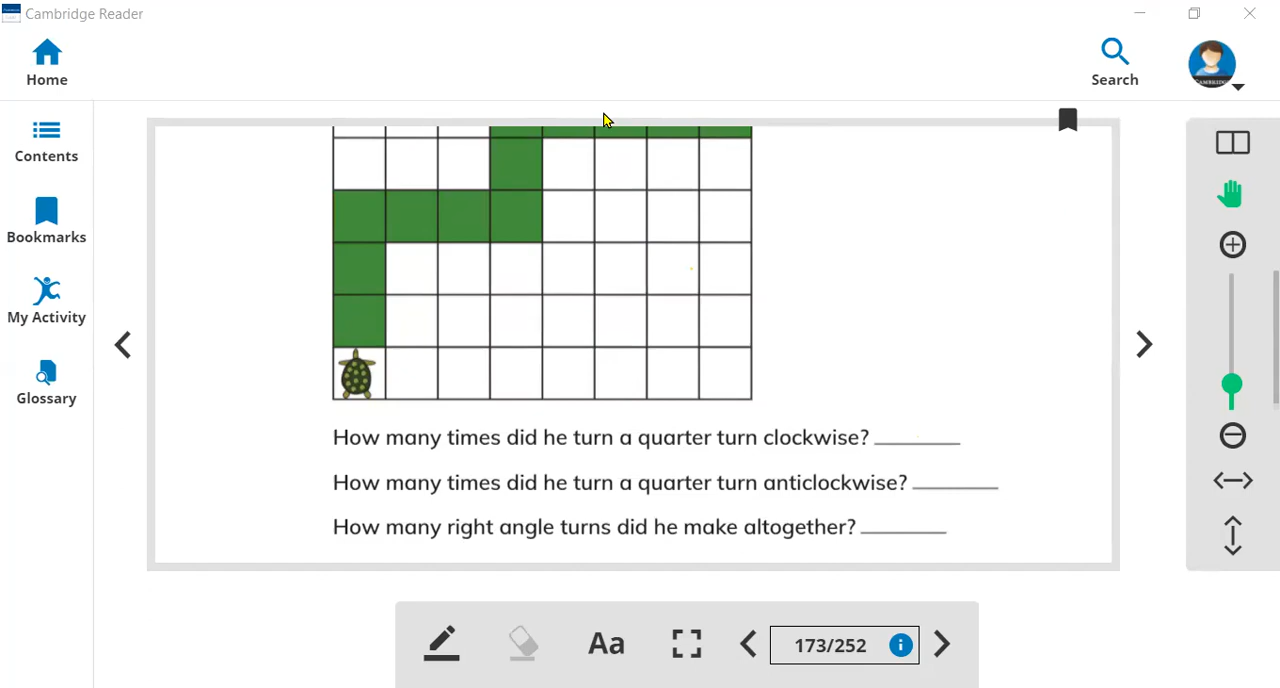 Cambridge Reader
Home
Search
Contents
Bookmarks
My Activity
Glossary
How many times did he turn a quarter turn clockwise?
How many times did he turn a quarter turn anticlockwise?
How many right angle turns did he make altogether?
Aa
173/252
i